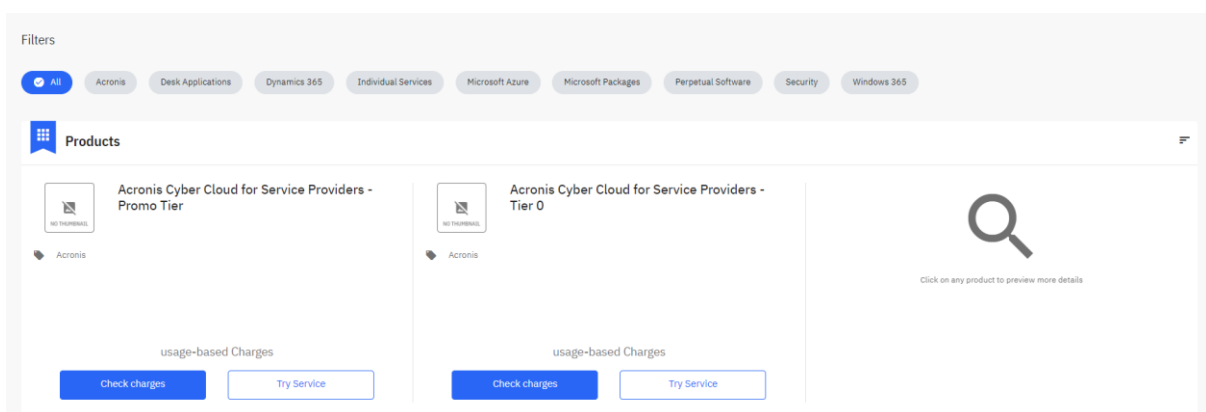 Filters
All
Acronis
Desk Applications
Dynamics 365
Individual Services
Microsoft Azure
Microsoft Packages
Perpetual Software
Security
Windows 365
Products
NO THUMBNAIL
Acronis Cyber Cloud for Service Providers -
Promo Tier
Acronis
usage-based Charges
Check charges
Try Service
NO THUMBNAIL
Acronis Cyber Cloud for Service Providers -
Tier 0
Acronis
usage-based Charges
Check charges
Try Service
Click on any product to preview more details